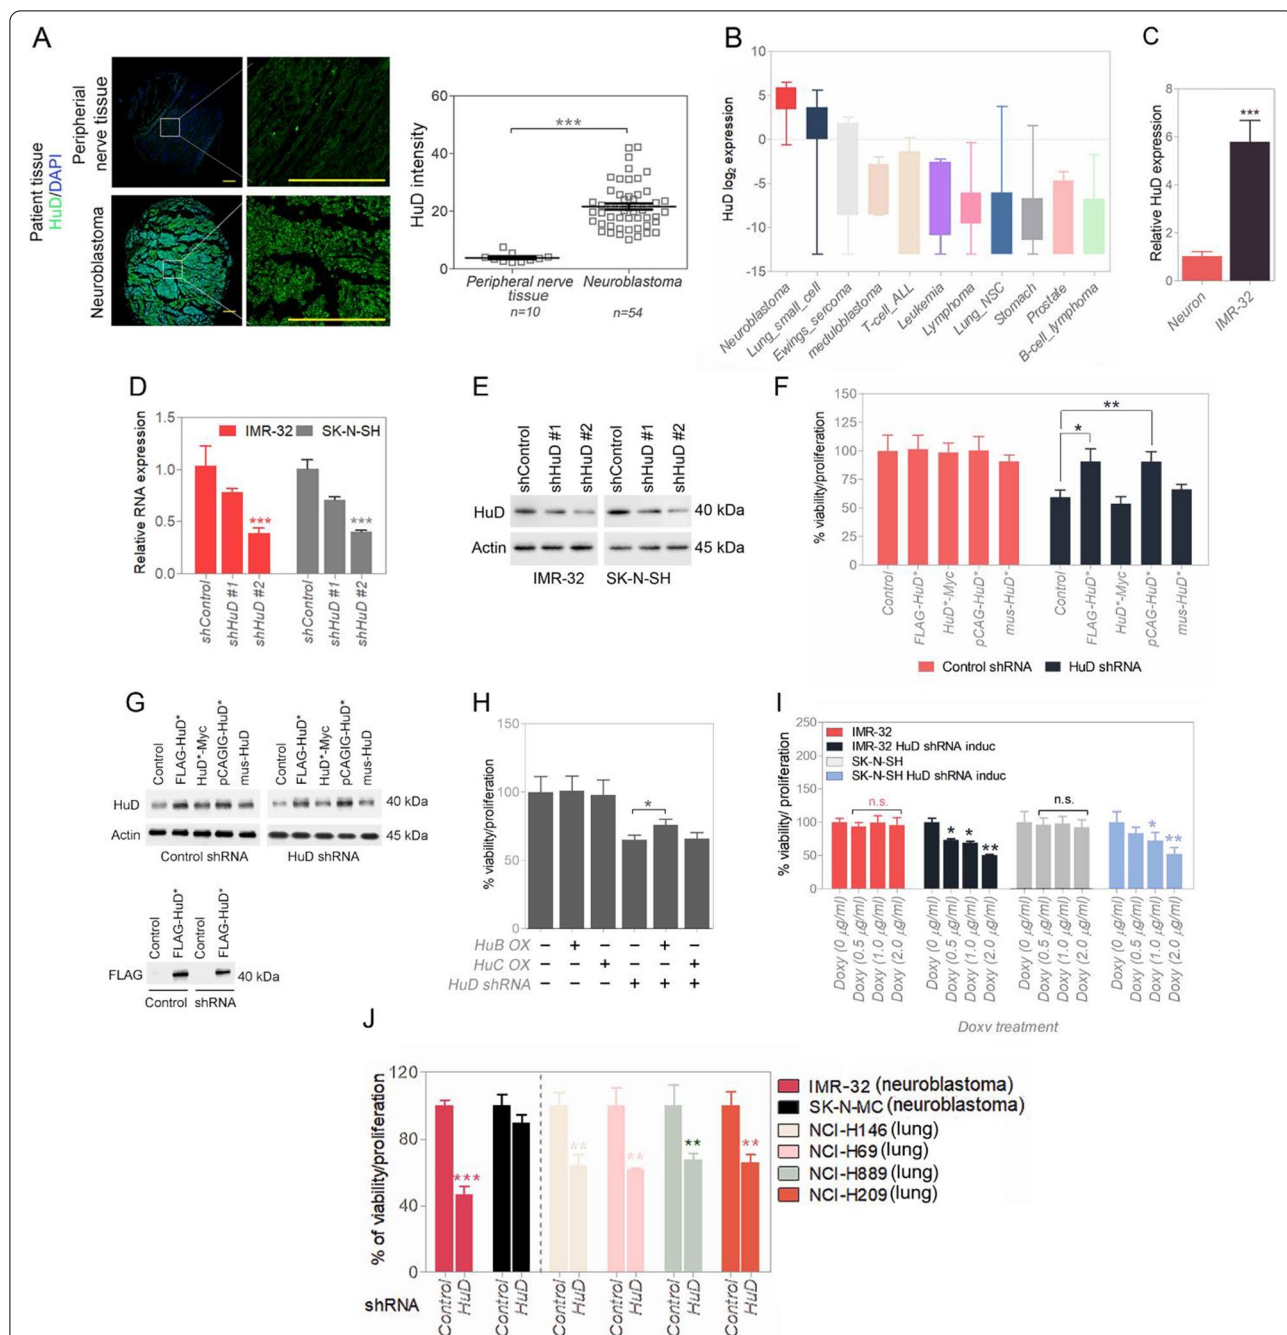 A
Patient tissue
HuD/DAPI
Peripherial
nerve tissue
Neuroblastoma
HuD intensity
60
40
20
0
***
Peripheral nerve
tissue
n=10
Neuroblastoma
n=54
B
HuD log2 expression
10
5
0
-5
-10
-15
Neuroblastoma
Lung_small_cell
Ewings_sercoma
meduloblastoma
T-cell_ALL
Leukemia
Lymphoma
Lung_NSC
Stomach
Prostate
B-cell_lymphoma
C
Relative HuD expression
8
6
4
2
0
***
Neuron
IMR-32
D
Relative RNA expression
1.5
1.0
0.5
0.0
IMR-32
SK-N-SH
***
***
shControl
shHuD #1
shHuD #2
shControl
shHuD #1
shHuD #2
E
shControl
shHuD #1
shHuD #2
shControl
shHuD #1
shHuD #2
HuD
40 kDa
Actin
45 kDa
IMR-32
SK-N-SH
F
% viability/proliferation
150
125
100
75
50
25
0
**
*
Control
FLAG-HuD*
HuD*-Myc
pCAG-HuD*
mus-HuD*
Control
FLAG-HuD*
HuD*-Myc
pCAG-HuD*
mus-HuD*
Control shRNA
HuD shRNA
G
Control
FLAG-HuD*
HuD*-Myc
pCAGIG-HuD*
mus-HuD
Control
FLAG-HuD*
HuD*-Myc
pCAGIG-HuD*
mus-HuD
HuD
40 kDa
Actin
45 kDa
Control shRNA
HuD shRNA
Control
FLAG-HuD*
Control
FLAG-HuD*
FLAG
40 kDa
Control
shRNA
H
% viability/proliferation
150
100
50
0
*
HuB OX − + − − + −
HuC OX − − + − − +
HuD shRNA − − − + + +
I
% viability/ proliferation
250
200
150
100
50
0
IMR-32
IMR-32 HuD shRNA induc
SK-N-SH
SK-N-SH HuD shRNA induc
n.s.
*
*
**
n.s.
*
**
Doxy (0 µg/ml)
Doxy (0.5 µg/ml)
Doxy (1.0 µg/ml)
Doxy (2.0 µg/ml)
Doxy (0 µg/ml)
Doxy (0.5 µg/ml)
Doxy (1.0 µg/ml)
Doxy (2.0 µg/ml)
Doxy (0 µg/ml)
Doxy (0.5 µg/ml)
Doxy (1.0 µg/ml)
Doxy (2.0 µg/ml)
Doxy (0 µg/ml)
Doxy (0.5 µg/ml)
Doxy (1.0 µg/ml)
Doxy (2.0 µg/ml)
Doxv treatment
J
% of viability/proliferation
120
80
40
0
***
**
**
**
**
IMR-32 (neuroblastoma)
SK-N-MC (neuroblastoma)
NCI-H146 (lung)
NCI-H69 (lung)
NCI-H889 (lung)
NCI-H209 (lung)
shRNA
Control
HuD
Control
HuD
Control
HuD
Control
HuD
Control
HuD
Control
HuD